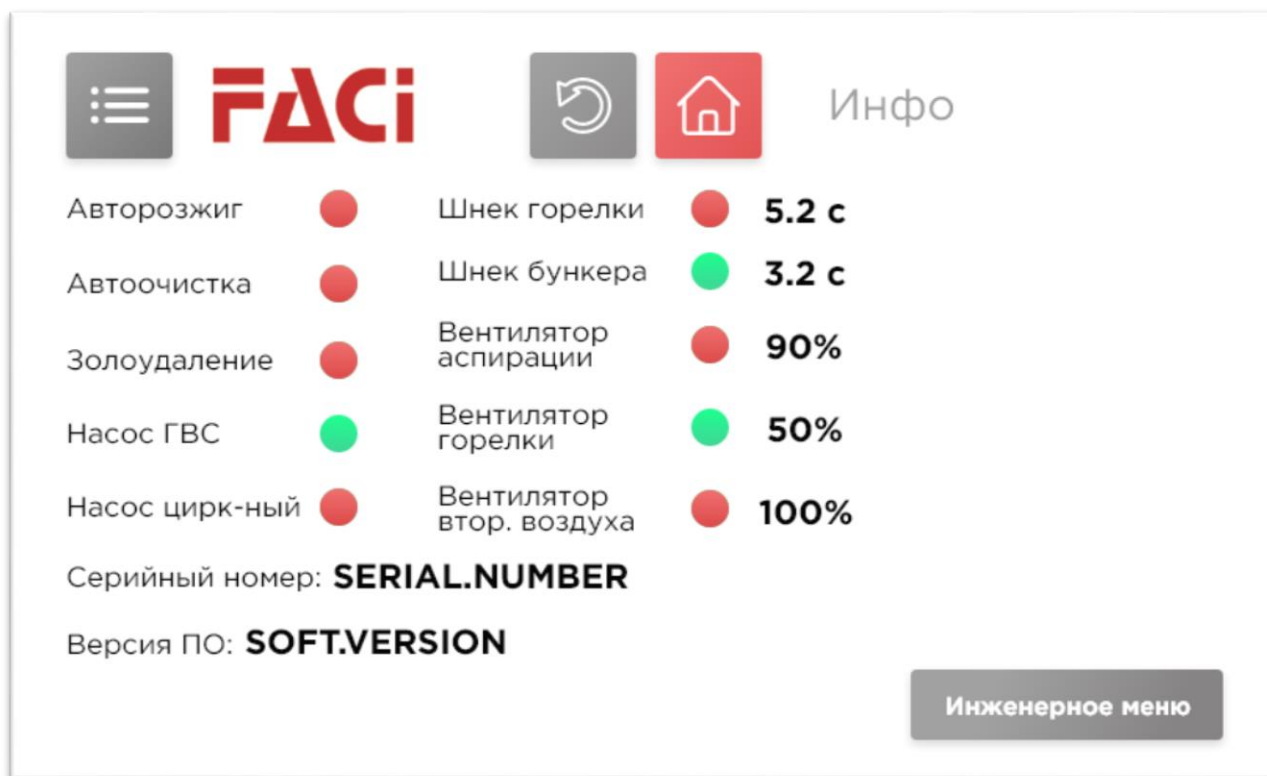 FACi
Инфо
Авторозжиг
Шнек горелки
5.2 с
Автоочистка
Шнек бункера
3.2 с
Золоудаление
Вентилятор
аспирации
90%
Насос ГВС
Вентилятор
горелки
50%
Насос цирк-ный
Вентилятор
втор. воздуха
100%
Серийный номер: SERIAL.NUMBER
Версия ПО: SOFT.VERSION
Инженерное меню